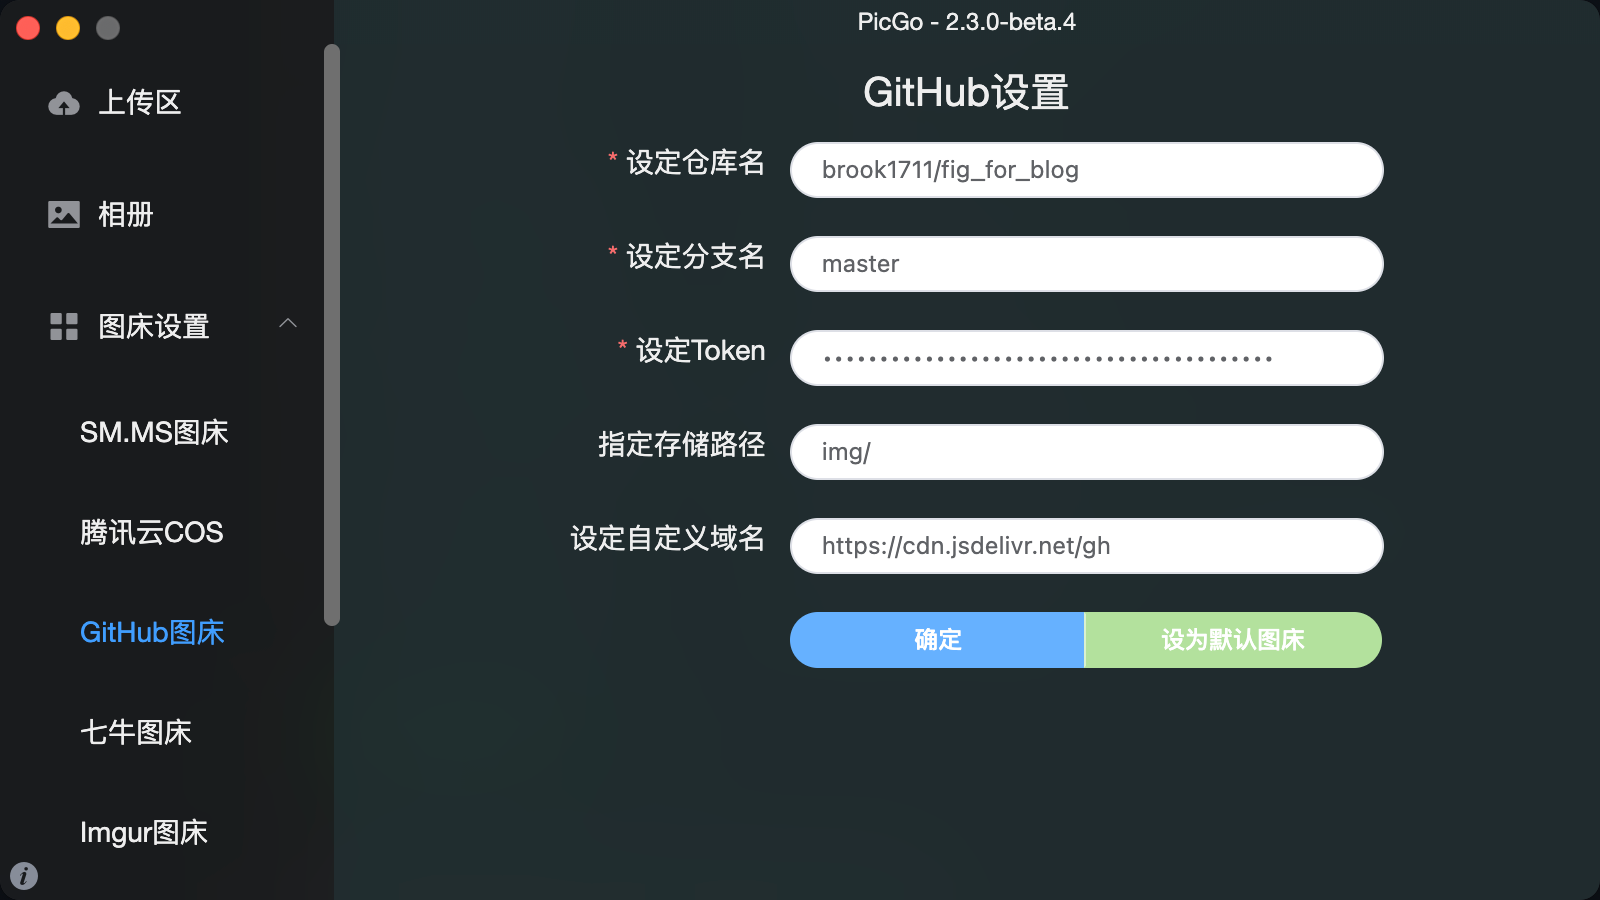 PicGo - 2.3.0-beta.4
上传区
相册
图床设置
SM.MS图床
腾讯云COS
GitHub图床
七牛图床
Imgur图床
GitHub设置
* 设定仓库名
brook1711/fig_for_blog
* 设定分支名
master
* 设定Token
••••••••••••••••••••••••••••••••••••••••
指定存储路径
img/
设定自定义域名
https://cdn.jsdelivr.net/gh
确定
设为默认图床